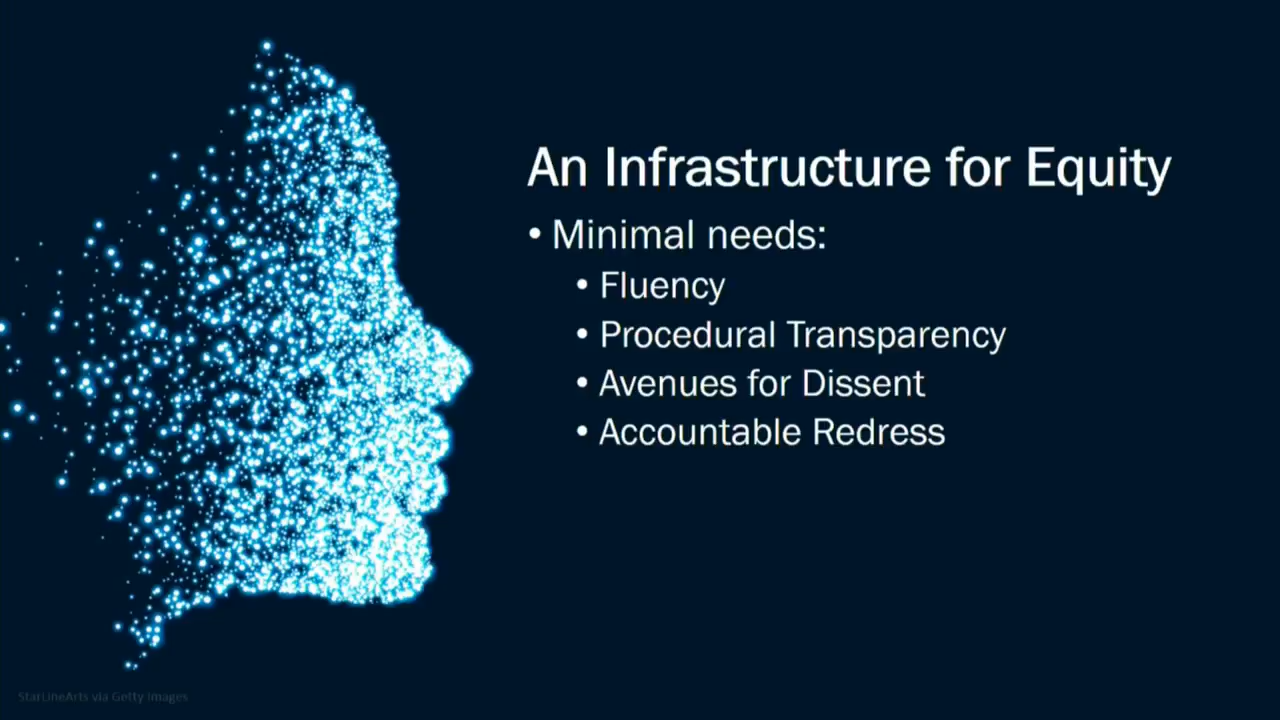 An Infrastructure for Equity
• Minimal needs:
• Fluency
• Procedural Transparency
• Avenues for Dissent
• Accountable Redress
StarLineArts via Getty Images